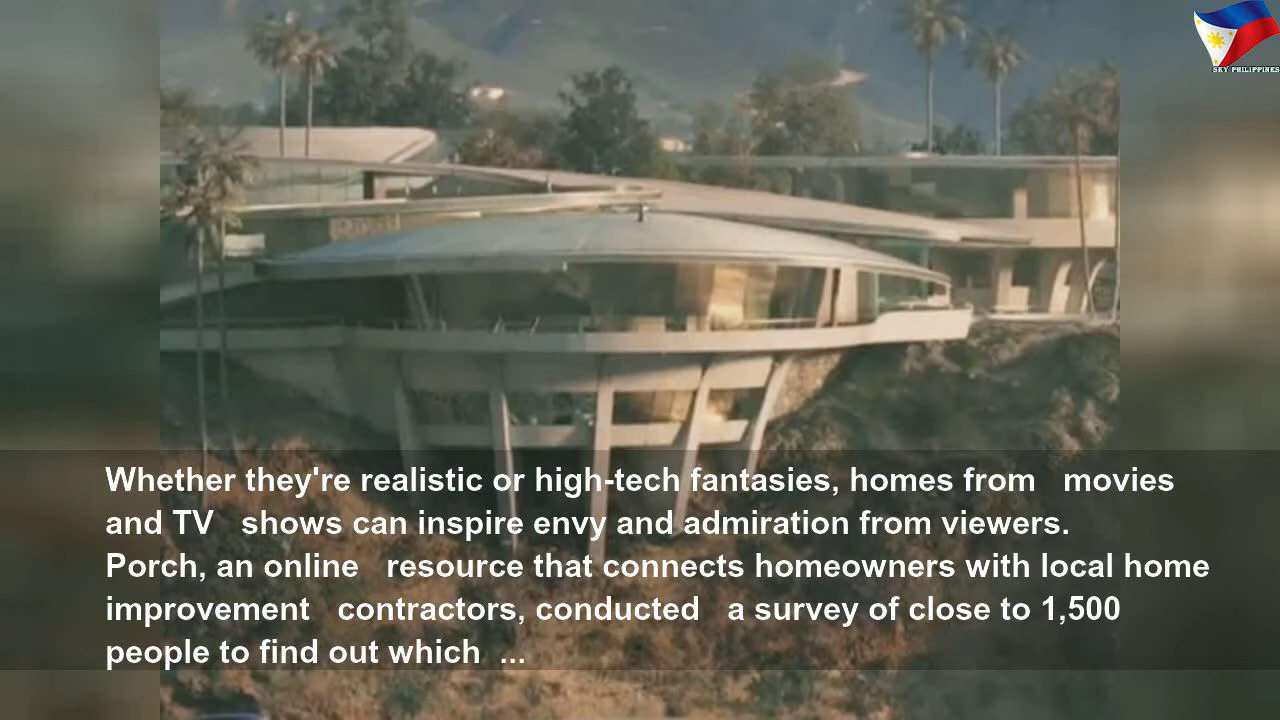 SKY PHILIPPINES
Whether they're realistic or high-tech fantasies, homes from   movies
and TV   shows can inspire envy and admiration from viewers.
Porch, an online   resource that connects homeowners with local home
improvement   contractors, conducted   a survey of close to 1,500
people to find out which  ...